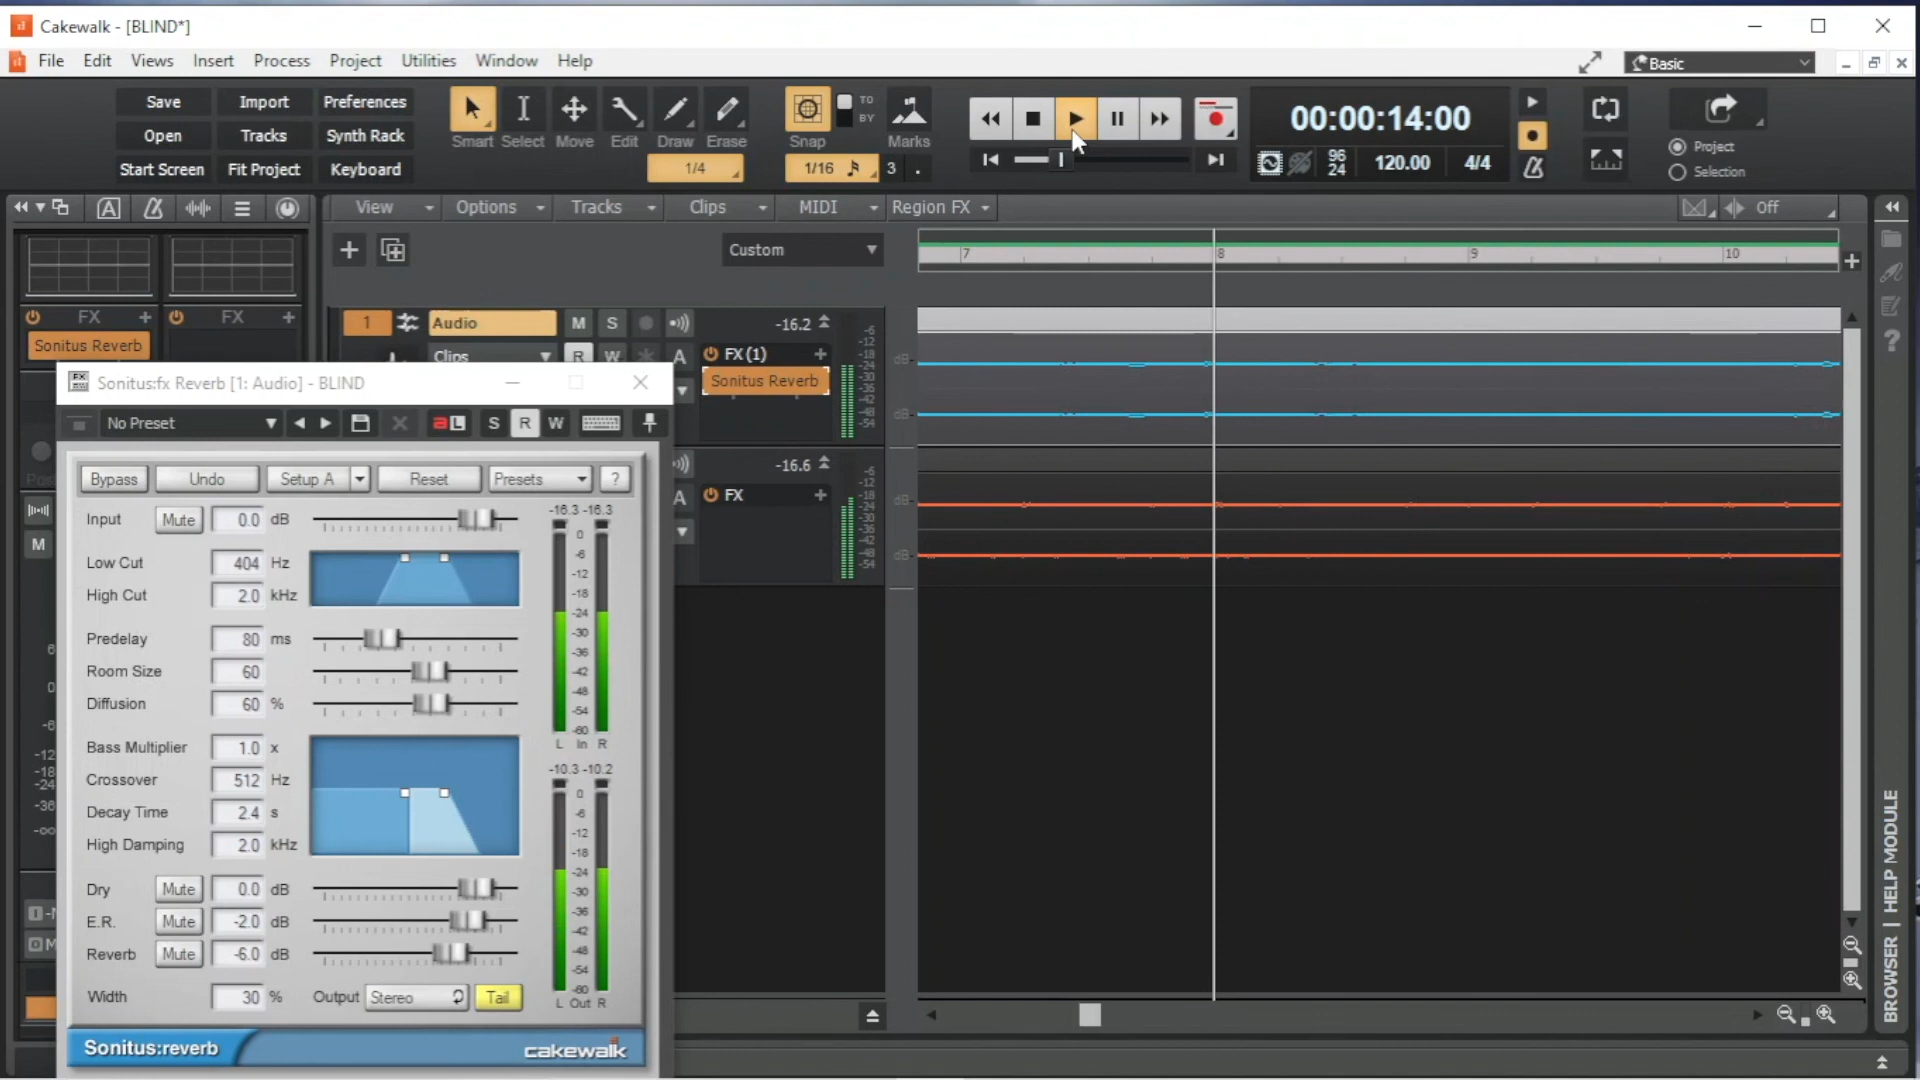 Cakewalk - [BLIND*]
File Edit Views Insert Process Project Utilities Window Help
Basic
Save Import Preferences
Open Tracks Synth Rack
Start Screen Fit Project Keyboard
Smart Select Move Edit Draw Erase
1/4
Snap
TO
BY
Marks
1/16 3 .
00:00:14:00
96
24
120.00 4/4
Project
Selection
View Options Tracks Clips MIDI Region FX
Off
Custom
7 8 9 10
FX FX
Sonitus Reverb
1 Audio M S -16.2
Clips R W A FX (1)
Sonitus Reverb
-6
-12
-18
-24
-30
-36
-42
-48
-54
dB-
dB-
-16.6
A FX
-6
-12
-18
-24
-30
-36
-42
-48
-54
dB-
dB-
M
Sonitus:fx Reverb [1: Audio] - BLIND
No Preset
S R W
Bypass Undo Setup A Reset Presets ?
Input Mute 0.0 dB -16.3 -16.3
Low Cut 404 Hz
High Cut 2.0 kHz
Predelay 80 ms
Room Size 60
Diffusion 60 %
0
-6
-12
-18
-24
-30
-36
-42
-48
-54
-60
L In R
Bass Multiplier 1.0 x
Crossover 512 Hz
Decay Time 2.4 s
High Damping 2.0 kHz
-10.3 -10.2
0
-6
-12
-18
-24
-30
-36
-42
-48
-54
-60
L Out R
Dry Mute 0.0 dB
E.R. Mute -2.0 dB
Reverb Mute -6.0 dB
Width 30 % Output Stereo Tail
Sonitus:reverb cakewalk
BROWSER | HELP MODULE